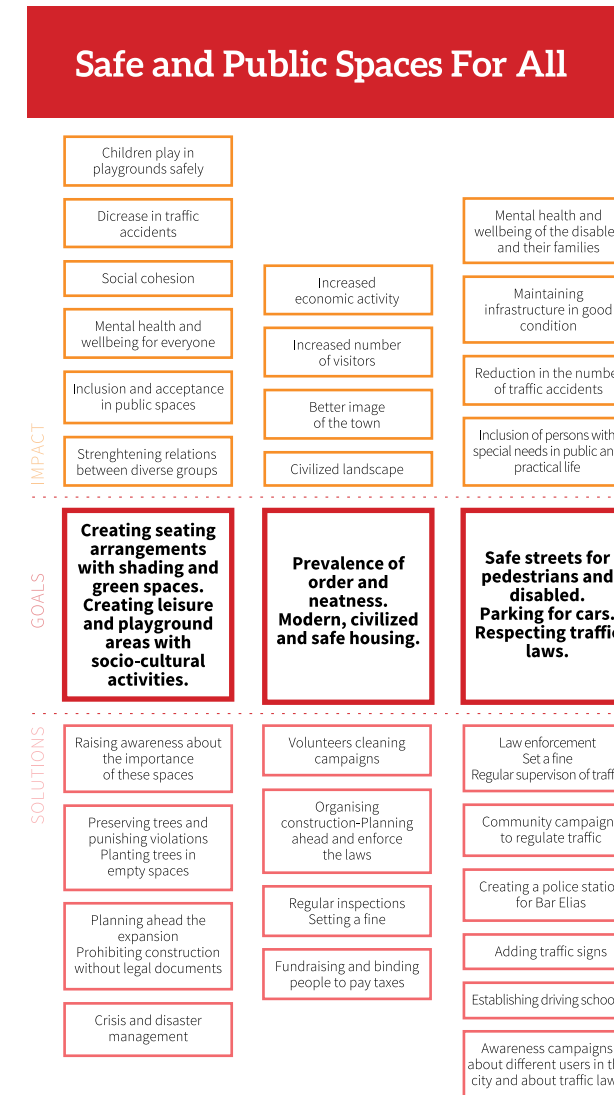 Safe and Public Spaces For All
Children play in
playgrounds safely
Dicrease in traffic
accidents
Social cohesion
Mental health and
wellbeing for everyone
Inclusion and acceptance
in public spaces
Strenghtening relations
between diverse groups
Increased
economic activity
Increased number
of visitors
Better image
of the town
Civilized landscape
Mental health and
wellbeing of the
and their families
Maintaining
infrastructure in good
condition
Reduction in the
of traffic accidents
Inclusion of persons with
special needs in public
practical life
IMPACT
GOALS
Creating seating
arrangements
with shading and
green spaces.
Creating leisure
and playground
areas with
socio-cultural
activities.
Prevalence of
order and
neatness.
Modern, civilized
and safe housing.
Safe streets for
pedestrians and
disabled.
Parking for cars.
Respecting
laws.
SOLUTIONS
Raising awareness about
the importance
of these spaces
Preserving trees and
punishing violations
Planting trees in
empty spaces
Planning ahead the
expansion
Prohibiting construction
without legal documents
Crisis and disaster
management
Volunteers cleaning
campaigns
Organising
construction-Planning
ahead and enforce
the laws
Regular inspections
Setting a fine
Fundraising and binding
people to pay taxes
Law enforcement
Set a fine
Regular supervison of
Community
to regulate traffic
Creating a police
for Bar Elias
Adding traffic signs
Establishing driving
Awareness campaigns
about different users in
city and about traffic